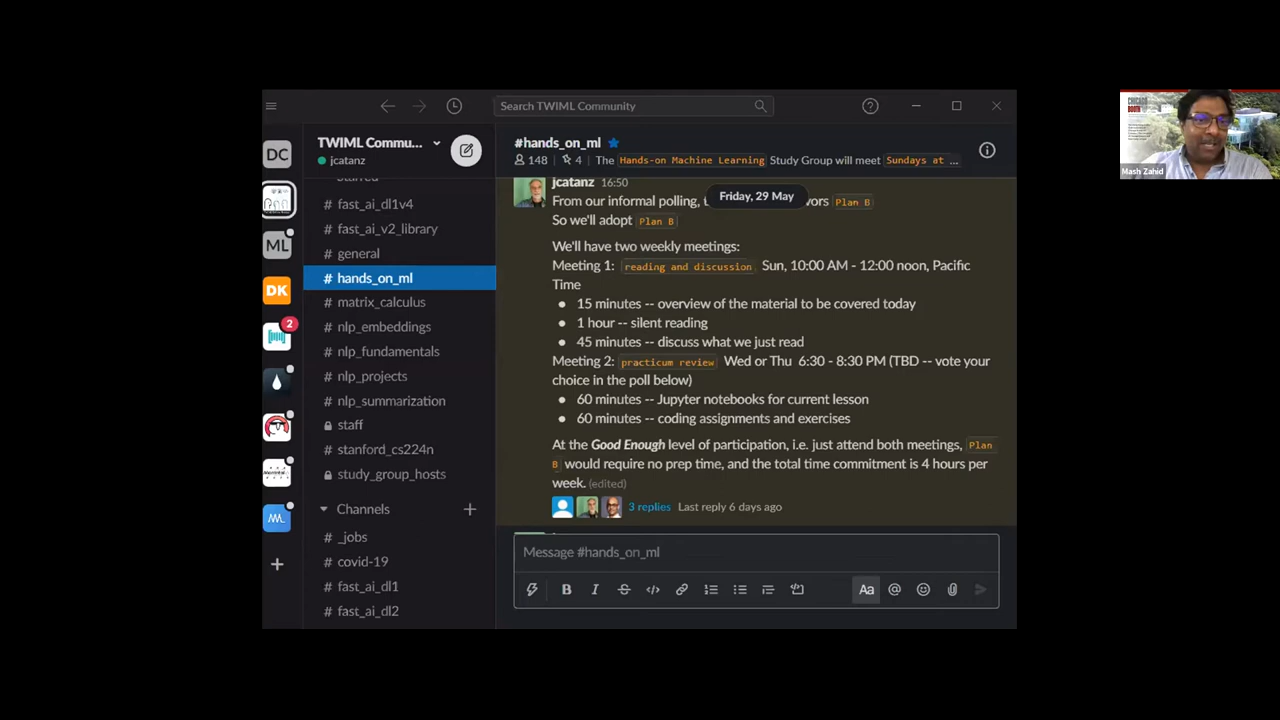 Search TWIML Community
DC
ML
DK
2
TWIML Commu...
jcatanz
Starred
# fast_ai_dl1v4
# fast_ai_v2_library
# general
# hands_on_ml
# matrix_calculus
# nlp_embeddings
# nlp_fundamentals
# nlp_projects
# nlp_summarization
staff
# stanford_cs224n
study_group_hosts
Channels
# _jobs
# covid-19
# fast_ai_dl1
# fast_ai_dl2
#hands_on_ml
148 4 The Hands-on Machine Learning Study Group will meet Sundays at ...
jcatanz 16:50
Friday, 29 May
From our informal polling, vors Plan B
So we'll adopt Plan B
We'll have two weekly meetings:
Meeting 1: reading and discussion Sun, 10:00 AM - 12:00 noon, Pacific
Time
• 15 minutes -- overview of the material to be covered today
• 1 hour -- silent reading
• 45 minutes -- discuss what we just read
Meeting 2: practicum review Wed or Thu 6:30 - 8:30 PM (TBD -- vote your
choice in the poll below)
• 60 minutes -- Jupyter notebooks for current lesson
• 60 minutes -- coding assignments and exercises
At the Good Enough level of participation, i.e. just attend both meetings, Plan
B would require no prep time, and the total time commitment is 4 hours per
week. (edited)
3 replies Last reply 6 days ago
Message #hands_on_ml
B I S Aa @
CHICAGO
BOOTH
Mash Zahid